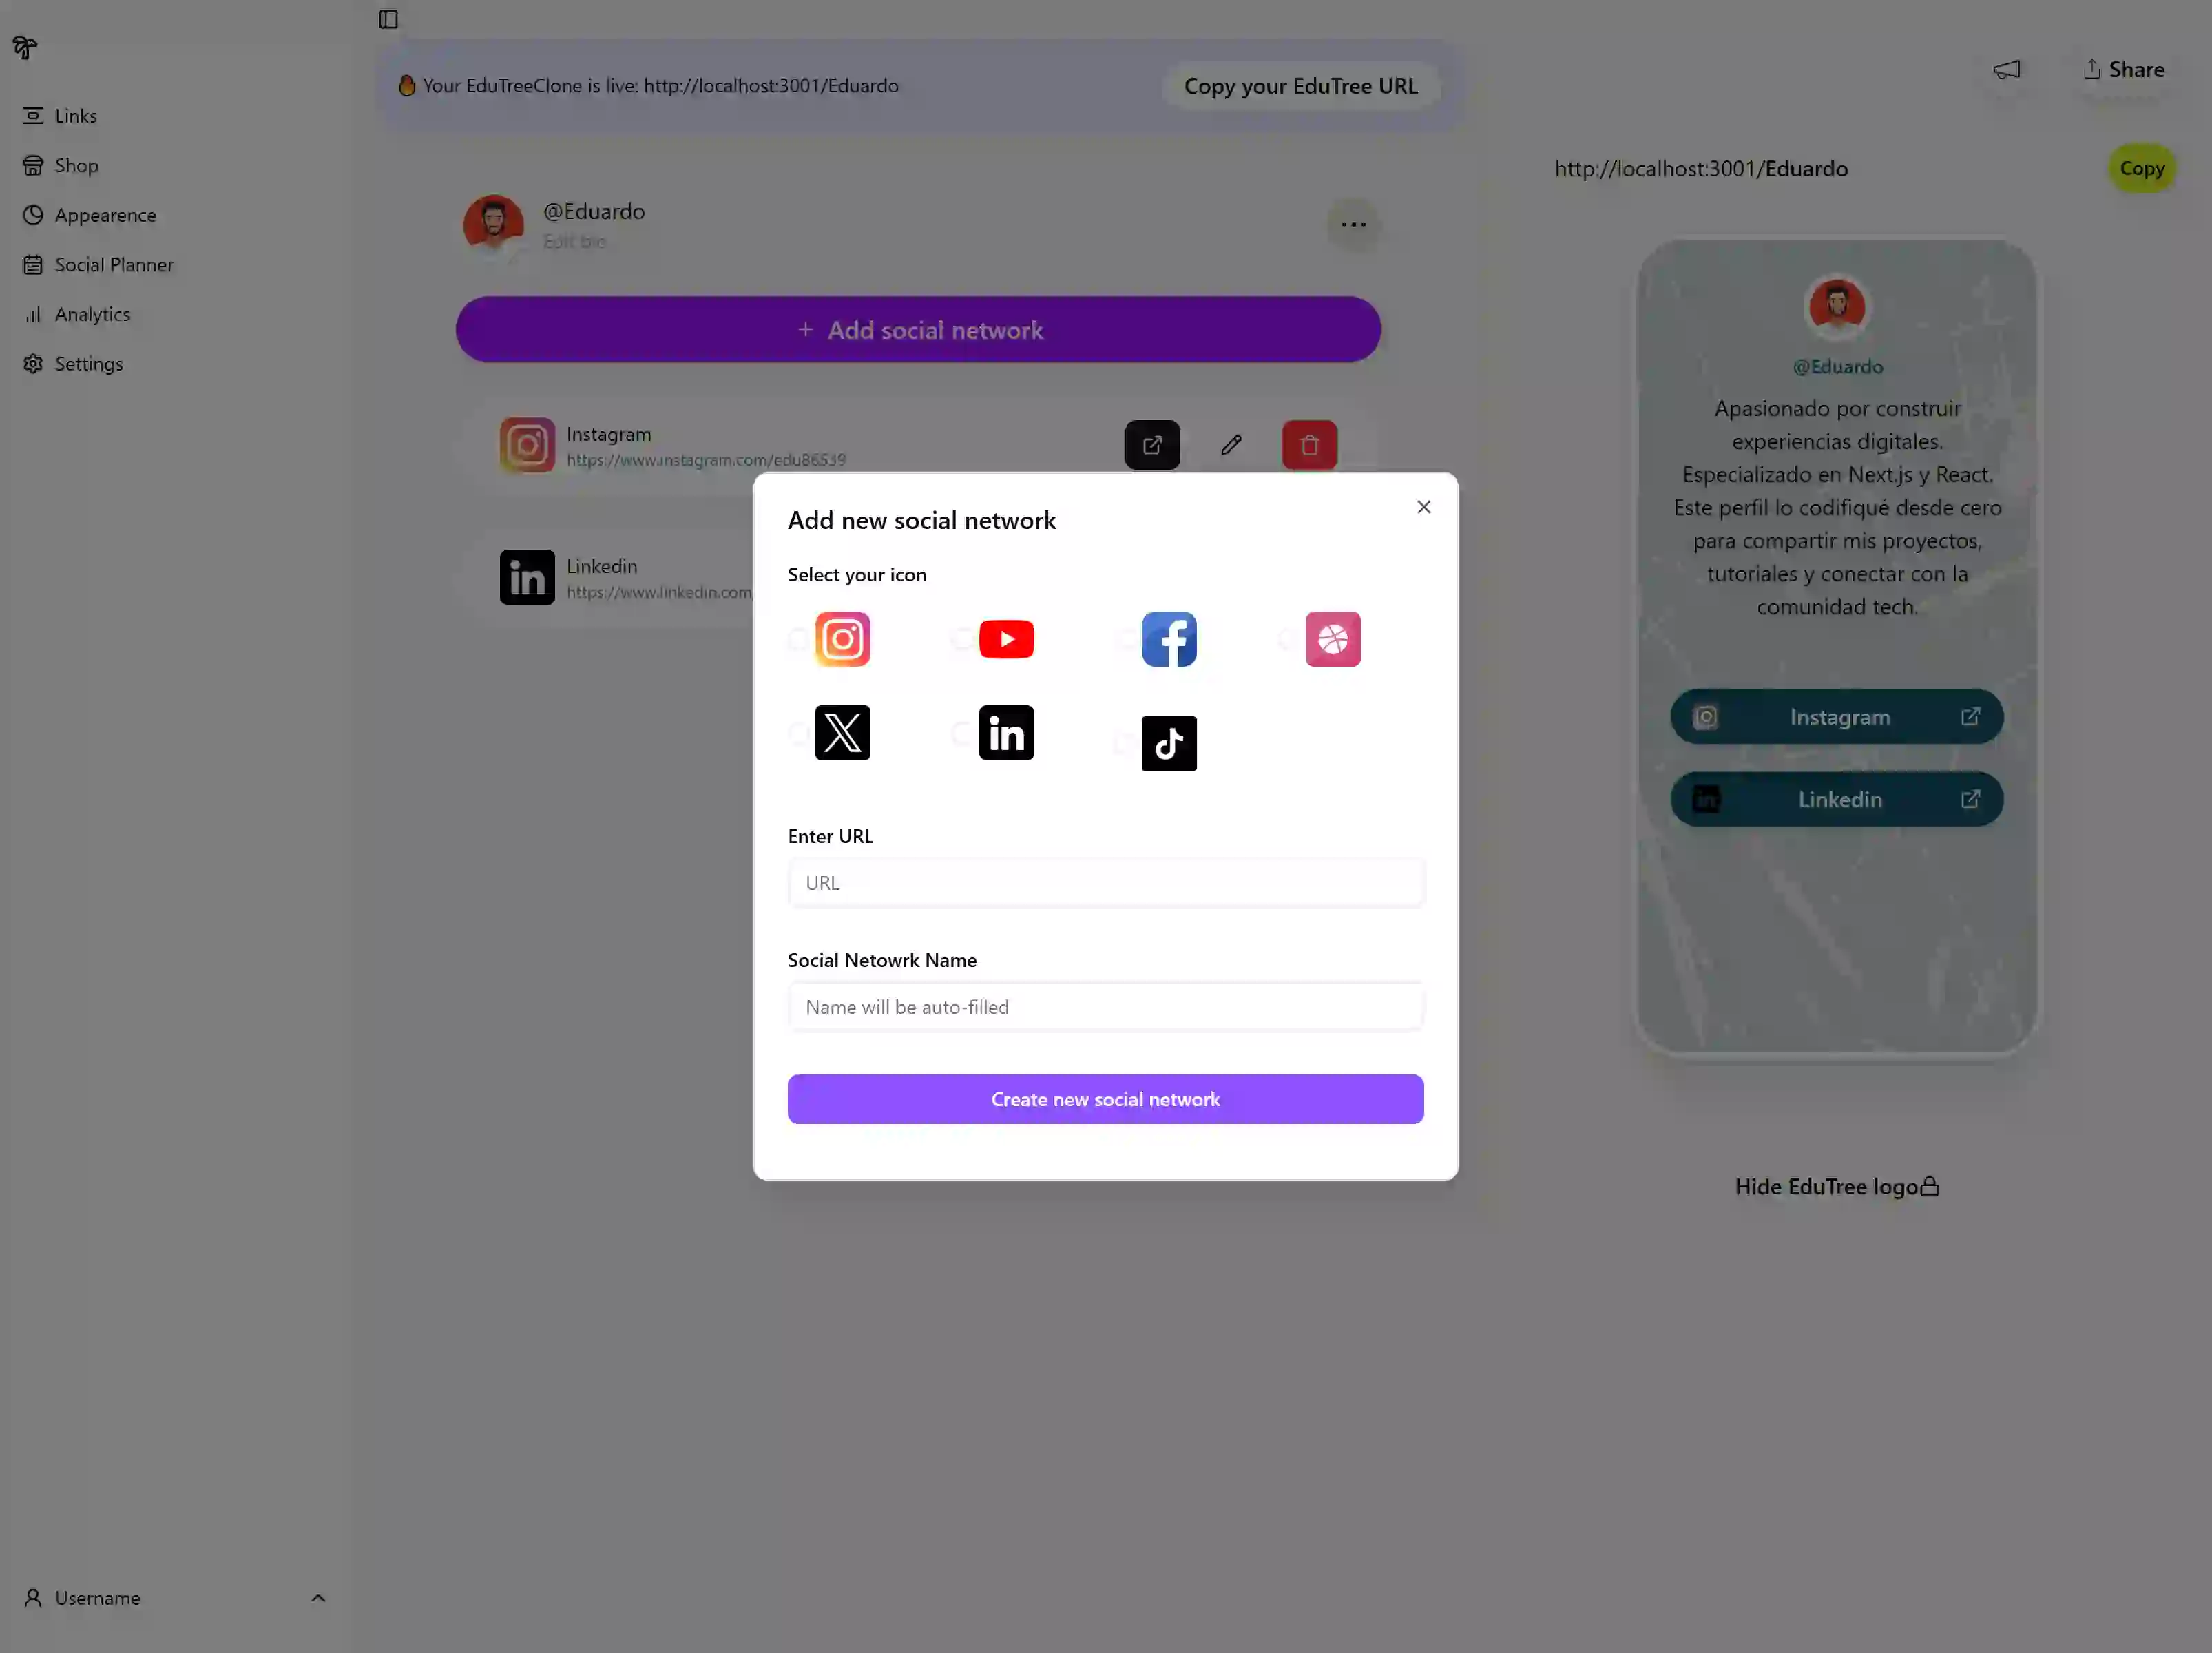 Links
Shop
Appearence
Social Planner
Analytics
Settings
Username
Your EduTreeClone is live: http://localhost:3001/Eduardo
Copy your EduTree URL
@Eduardo
Edit bio
+ Add social network
Instagram
https://www.instagram.com/edu86539
Linkedin
https://www.linkedin.com
Add new social network
Select your icon
Enter URL
URL
Social Netowrk Name
Name will be auto-filled
Create new social network
Share
http://localhost:3001/Eduardo
Copy
@Eduardo
Apasionado por construir
experiencias digitales.
Especializado en Next.js y React.
Este perfil lo codifiqué desde cero
para compartir mis proyectos,
tutoriales y conectar con la
comunidad tech.
Instagram
Linkedin
Hide EduTree logo